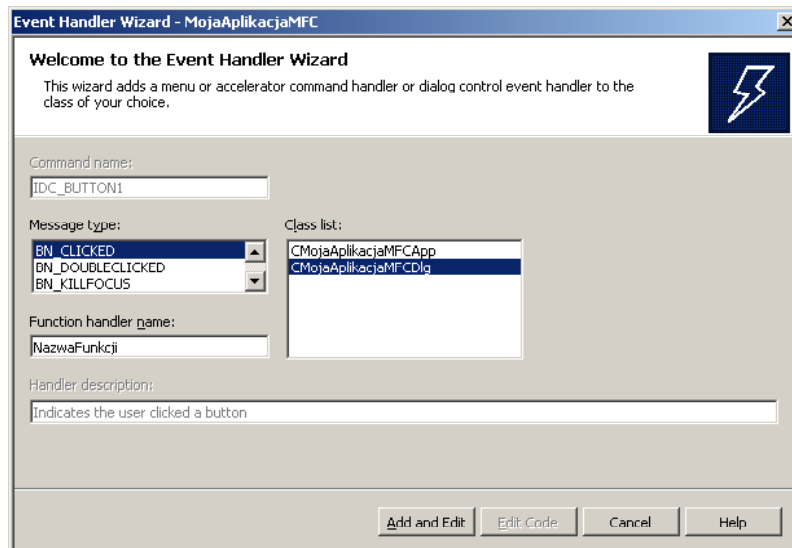 Event Handler Wizard - MojaAplikacjaMFC
Welcome to the Event Handler Wizard
This wizard adds a menu or accelerator command handler or dialog control event handler to the
class of your choice.
Command name:
IDC_BUTTON1
Message type:
BN_CLICKED
BN_DOUBLECLICKED
BN_KILLFOCUS
Class list:
CMojaAplikacjaMFCApp
CMojaAplikacjaMFCDlg
Function handler name:
NazwaFunkcji
Handler description:
Indicates the user clicked a button
Add and Edit
Edit Code
Cancel
Help